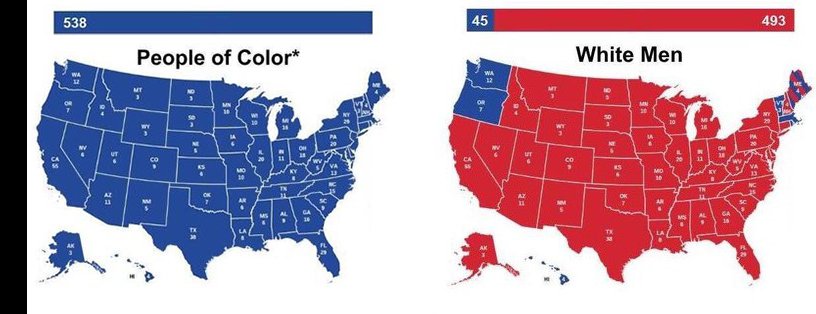 538
People of Color*
WA
12
OR
7
CA
55
NV
6
ID
4
MT
3
WY
3
UT
6
AZ
11
CO
9
NM
5
ND
3
SD
3
NE
5
KS
6
OK
7
TX
38
MN
10
IA
6
MO
10
AR
6
LA
8
WI
10
IL
20
MI
16
IN
11
OH
18
KY
8
TN
11
MS
6
AL
9
GA
16
FL
29
SC
9
NC
15
VA
13
WV
5
PA
20
NY
29
ME
4
AK
3
HI
4
45
493
White Men
WA
12
OR
7
CA
55
NV
6
ID
4
MT
3
WY
3
UT
6
AZ
11
CO
9
NM
5
ND
3
SD
3
NE
5
KS
6
OK
7
TX
38
MN
10
IA
6
MO
10
AR
6
LA
8
WI
10
IL
20
MI
16
IN
11
OH
18
KY
8
TN
11
MS
6
AL
9
GA
16
FL
29
SC
9
NC
15
VA
13
WV
5
PA
20
NY
29
ME
4
AK
3
HI
4